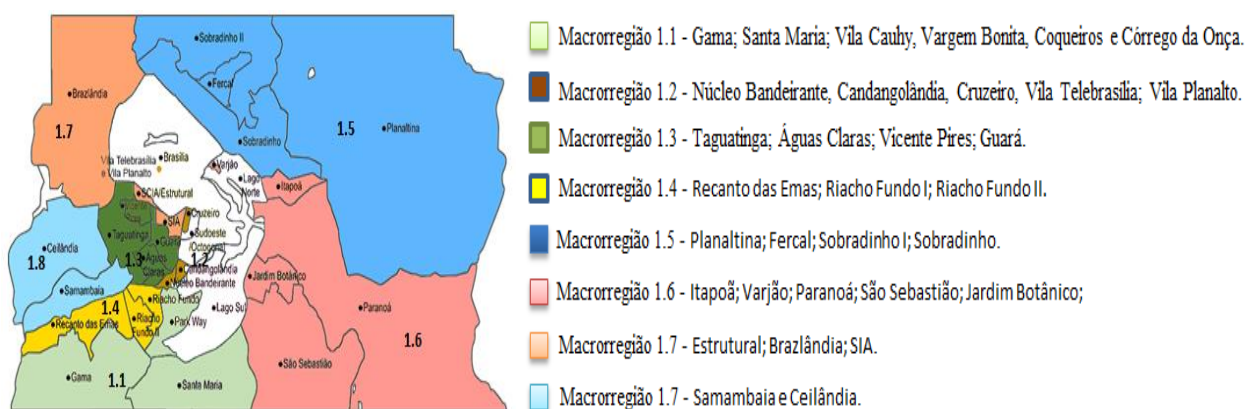 Sobradinho II
Fercal
Brazlândia
1.7
1.5
Planaltina
Sobradinho
Vila Telebrasilia
e Vila Planalto
Brasília
Varjão
SCIA/Estrutural
Lago
Norte
Itapoã
Cruzeiro
SIA
Sudoeste
/Octogonal
Taguatinga
Guará
Ceilândia
1.8
1.3
Águas
Claras
1.2
Candangolândia
Núcleo Bandeirante
Jardim Botânico
Samambaia
1.4
Riacho Fundo
Lago Sul
Paranoá
Recanto das Emas
Riacho
Fundo II
Park Way
1.6
São Sebastião
Gama
1.1
Santa Maria
Macrorregião 1.1 - Gama; Santa Maria; Vila Cauhy, Vargem Bonita, Coqueiros e Córrego da Onça.
Macrorregião 1.2 - Núcleo Bandeirante, Candangolândia, Cruzeiro, Vila Telebrasilia; Vila Planalto.
Macrorregião 1.3 - Taguatinga; Águas Claras; Vicente Pires; Guará.
Macrorregião 1.4 - Recanto das Emas; Riacho Fundo I; Riacho Fundo II.
Macrorregião 1.5 - Planaltina; Fercal; Sobradinho I; Sobradinho.
Macrorregião 1.6 - Itapoã; Varjão; Paranoá; São Sebastião; Jardim Botânico;
Macrorregião 1.7 - Estrutural; Brazlândia; SIA.
Macrorregião 1.7 - Samambaia e Ceilândia.